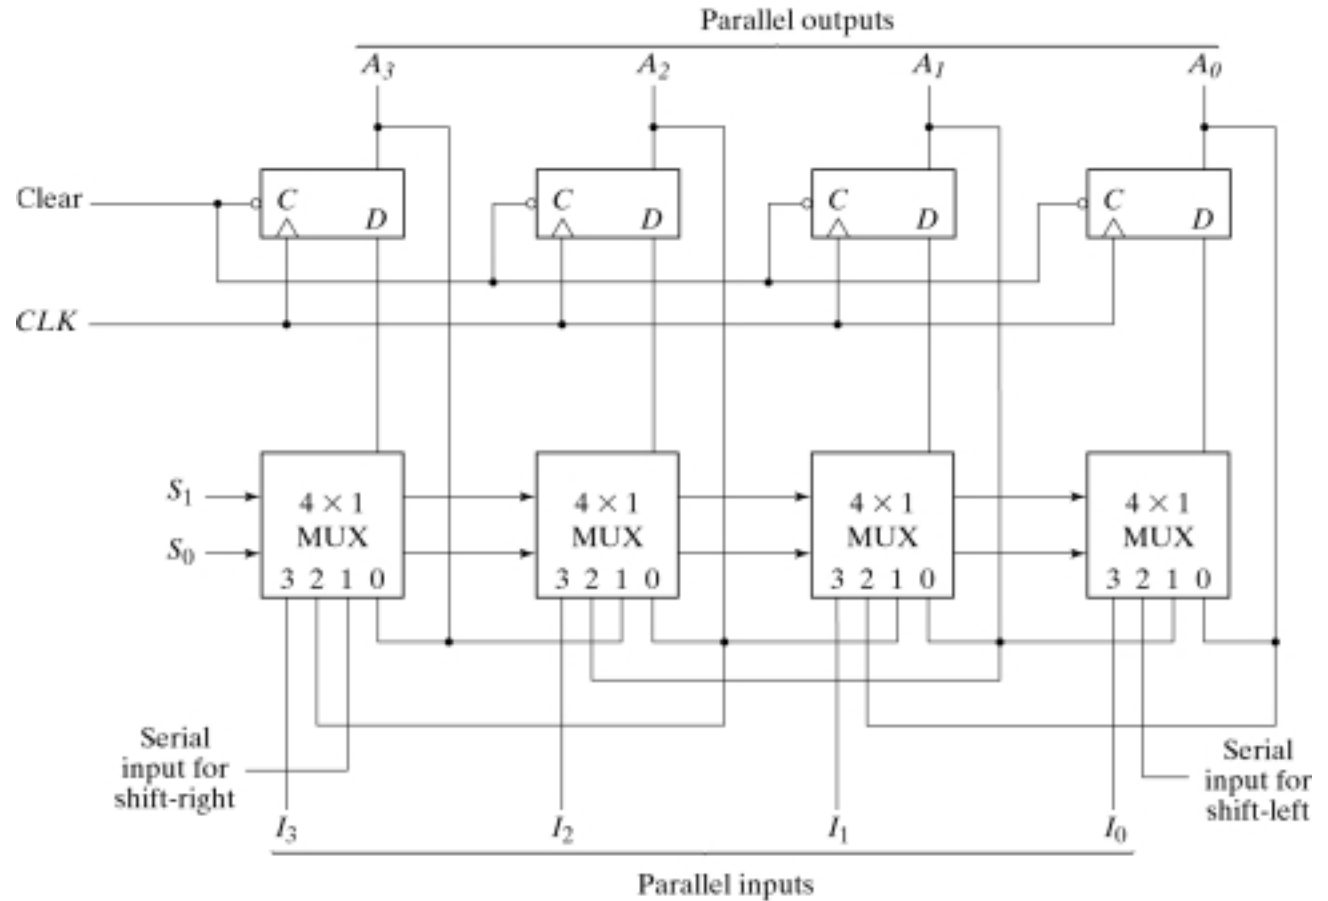 Parallel outputs
A3 A2 A1 A0
Clear C D C D C D C D
CLK
S1 4 × 1 4 × 1 4 × 1 4 × 1
S0 MUX MUX MUX MUX
3 2 1 0 3 2 1 0 3 2 1 0 3 2 1 0
Serial
input for
shift-right
Serial
input for
shift-left
I3 I2 I1 I0
Parallel inputs